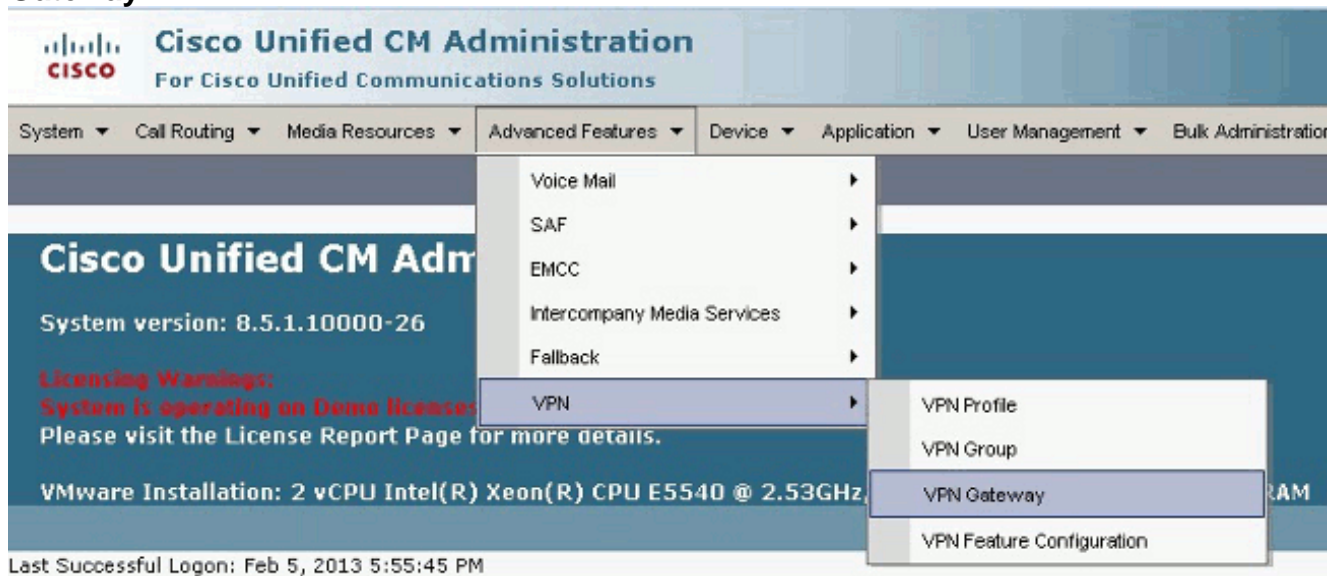 Cisco Unified CM Administration
CISCO
For Cisco Unified Communications Solutions
System Call Routing Media Resources Advanced Features Device Application User Management Bulk Administration
Voice Mail
SAF
EMCC
Intercompany Media Services
Fallback
VPN
VPN Profile
VPN Group
VPN Gateway
VPN Feature Configuration
Cisco Unified CM Adm
System version: 8.5.1.10000-26
Licensing Warnings:
System is operating on Demo licenses
Please visit the License Report Page for more details.
VMware Installation: 2 vCPU Intel(R) Xeon(R) CPU E5540 @ 2.53GHz, RAM
Last Successful Logon: Feb 5, 2013 5:55:45 PM